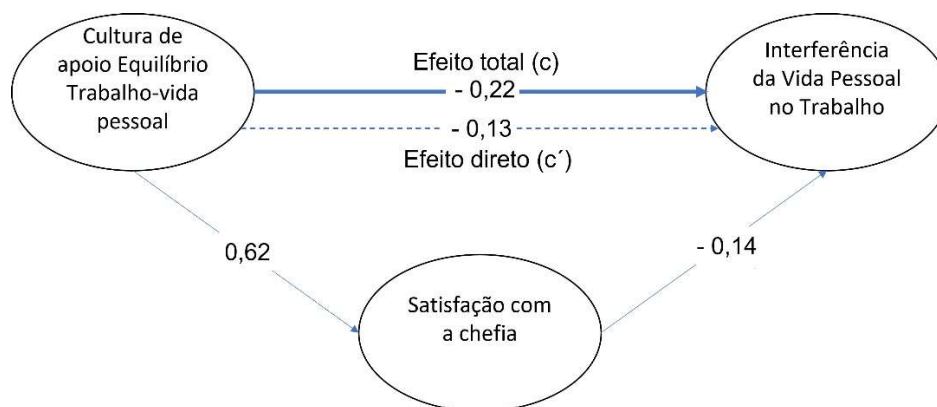 Cultura de
apoio Equilíbrio
Trabalho-vida
pessoal
Efeito total (c)
- 0,22
- 0,13
Efeito direto (c´)
Interferência
da Vida Pessoal
no Trabalho
0,62
- 0,14
Satisfação com
a chefia